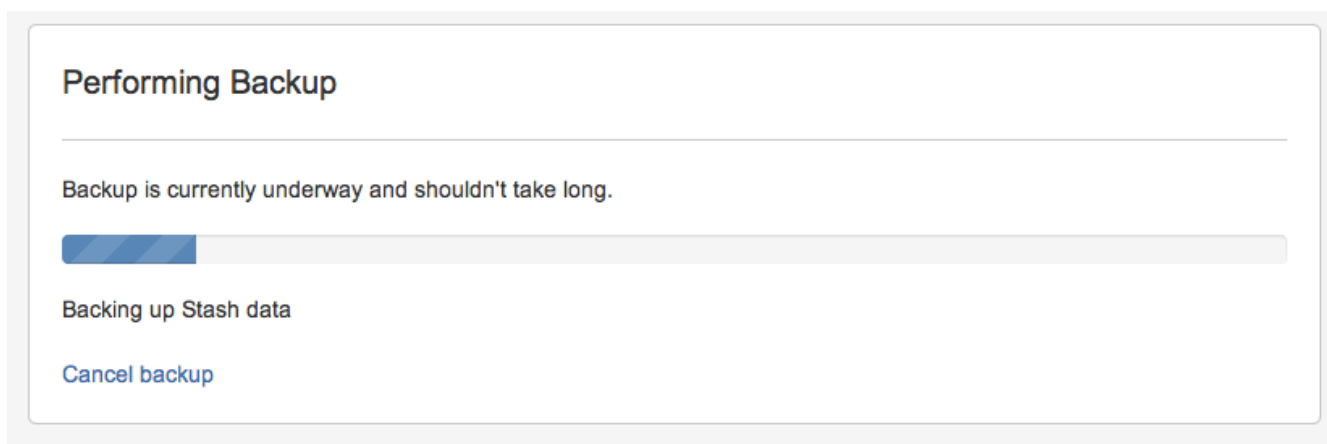 Performing Backup
Backup is currently underway and shouldn't take long.
Backing up Stash data
Cancel backup